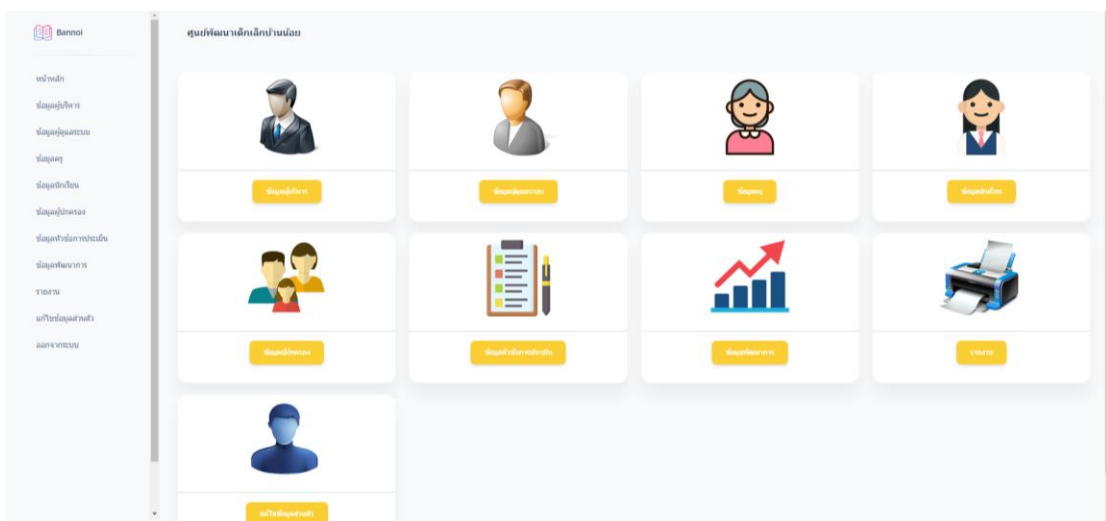 Bannoi
ศูนย์พัฒนาเด็กเล็กบ้านน้อย
หน้าหลัก
ข้อมูลผู้บริหาร
ข้อมูลผู้ดูแลระบบ
ข้อมูลครู
ข้อมูลนักเรียน
ข้อมูลผู้ปกครอง
ข้อมูลหัวข้อการประเมิน
ข้อมูลพัฒนาการ
รายงาน
แก้ไขข้อมูลส่วนตัว
ออกจากระบบ
ข้อมูลผู้บริหาร
ข้อมูลผู้ดูแลระบบ
ข้อมูลครู
ข้อมูลนักเรียน
ข้อมูลผู้ปกครอง
ข้อมูลหัวข้อการประเมิน
ข้อมูลพัฒนาการ
รายงาน
แก้ไขข้อมูลส่วนตัว